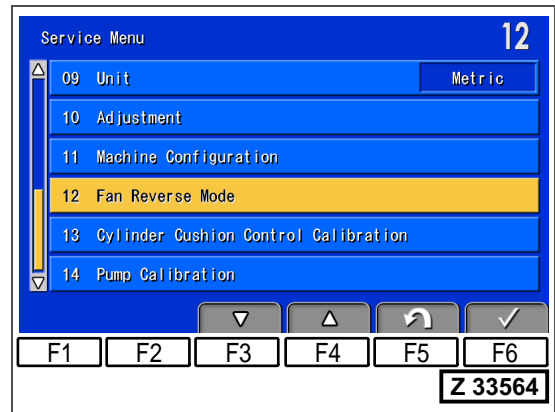 Service Menu 12
09 Unit Metric
10 Adjustment
11 Machine Configuration
12 Fan Reverse Mode
13 Cylinder Cushion Control Calibration
14 Pump Calibration
F1 F2 F3 F4 F5 F6
Z 33564